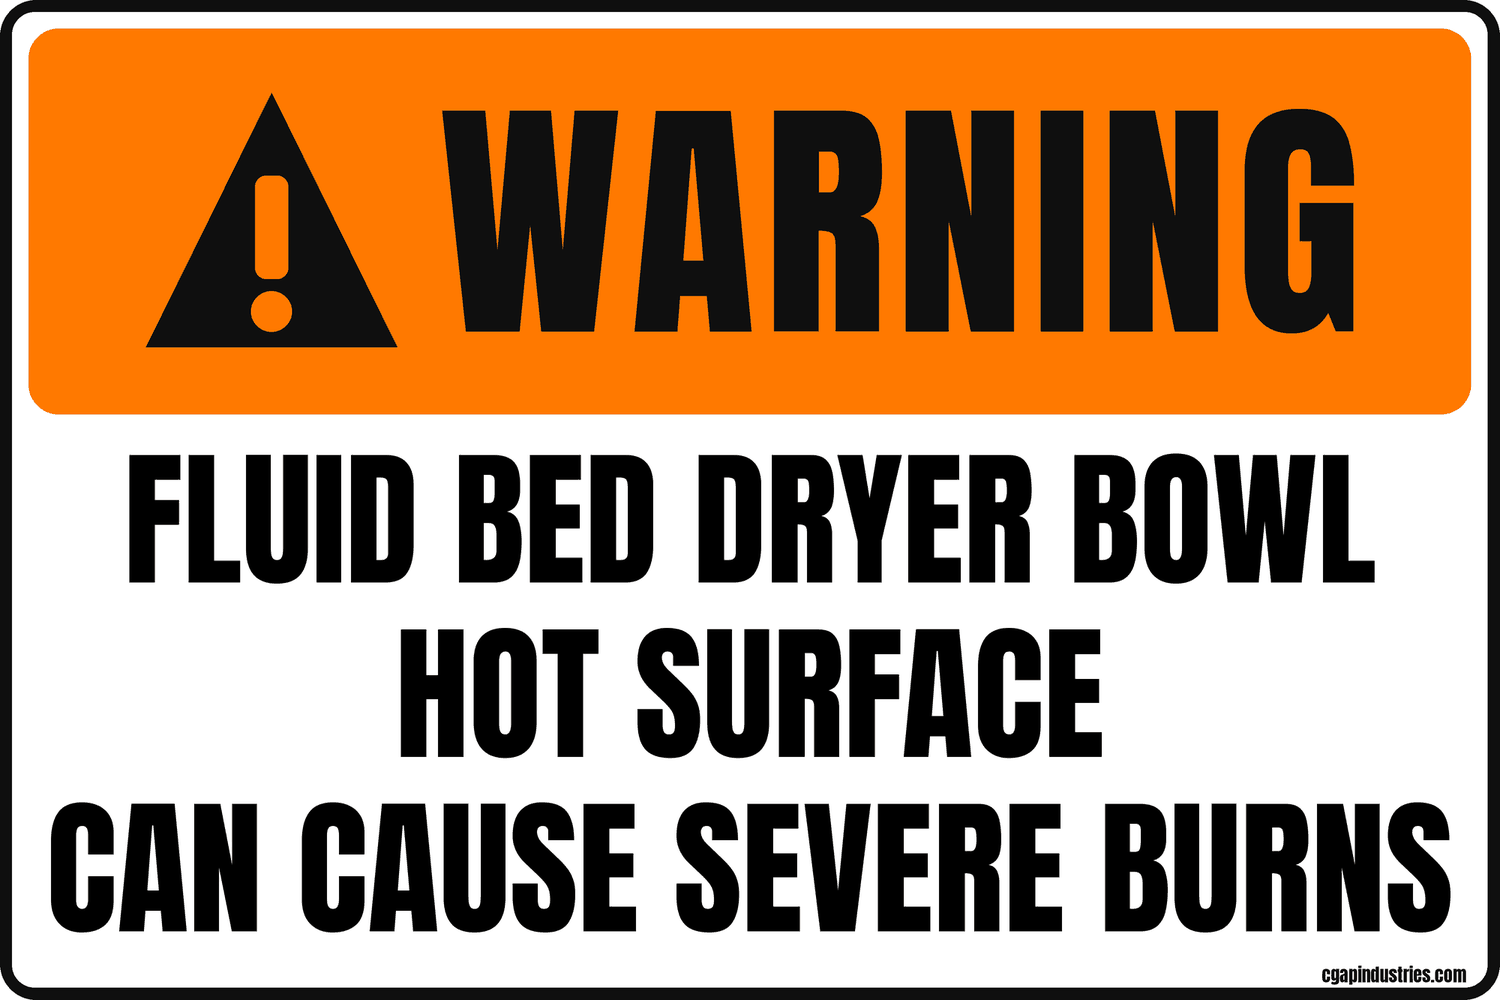 WARNING
FLUID BED DRYER BOWL
HOT SURFACE
CAN CAUSE SEVERE BURNS
cgapindustries.com